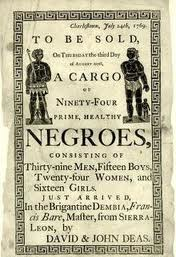 Charlestown, July 24th, 1769.
TO BE SOLD,
On THURSDAY the third Day
of AUGUST next,
A CARGO
OF
NINETY-FOUR
PRIME, HEALTHY
NEGROES,
CONSISTING OF
Thirty-nine MEN, Fifteen BOYS,
Twenty-four WOMEN, and
Sixteen GIRLS.
JUST ARRIVED,
In the Brigantine DEMBIA, Fran-
cis Bare, Master, from SIERRA-
LEON, by
DAVID & JOHN DEAS.